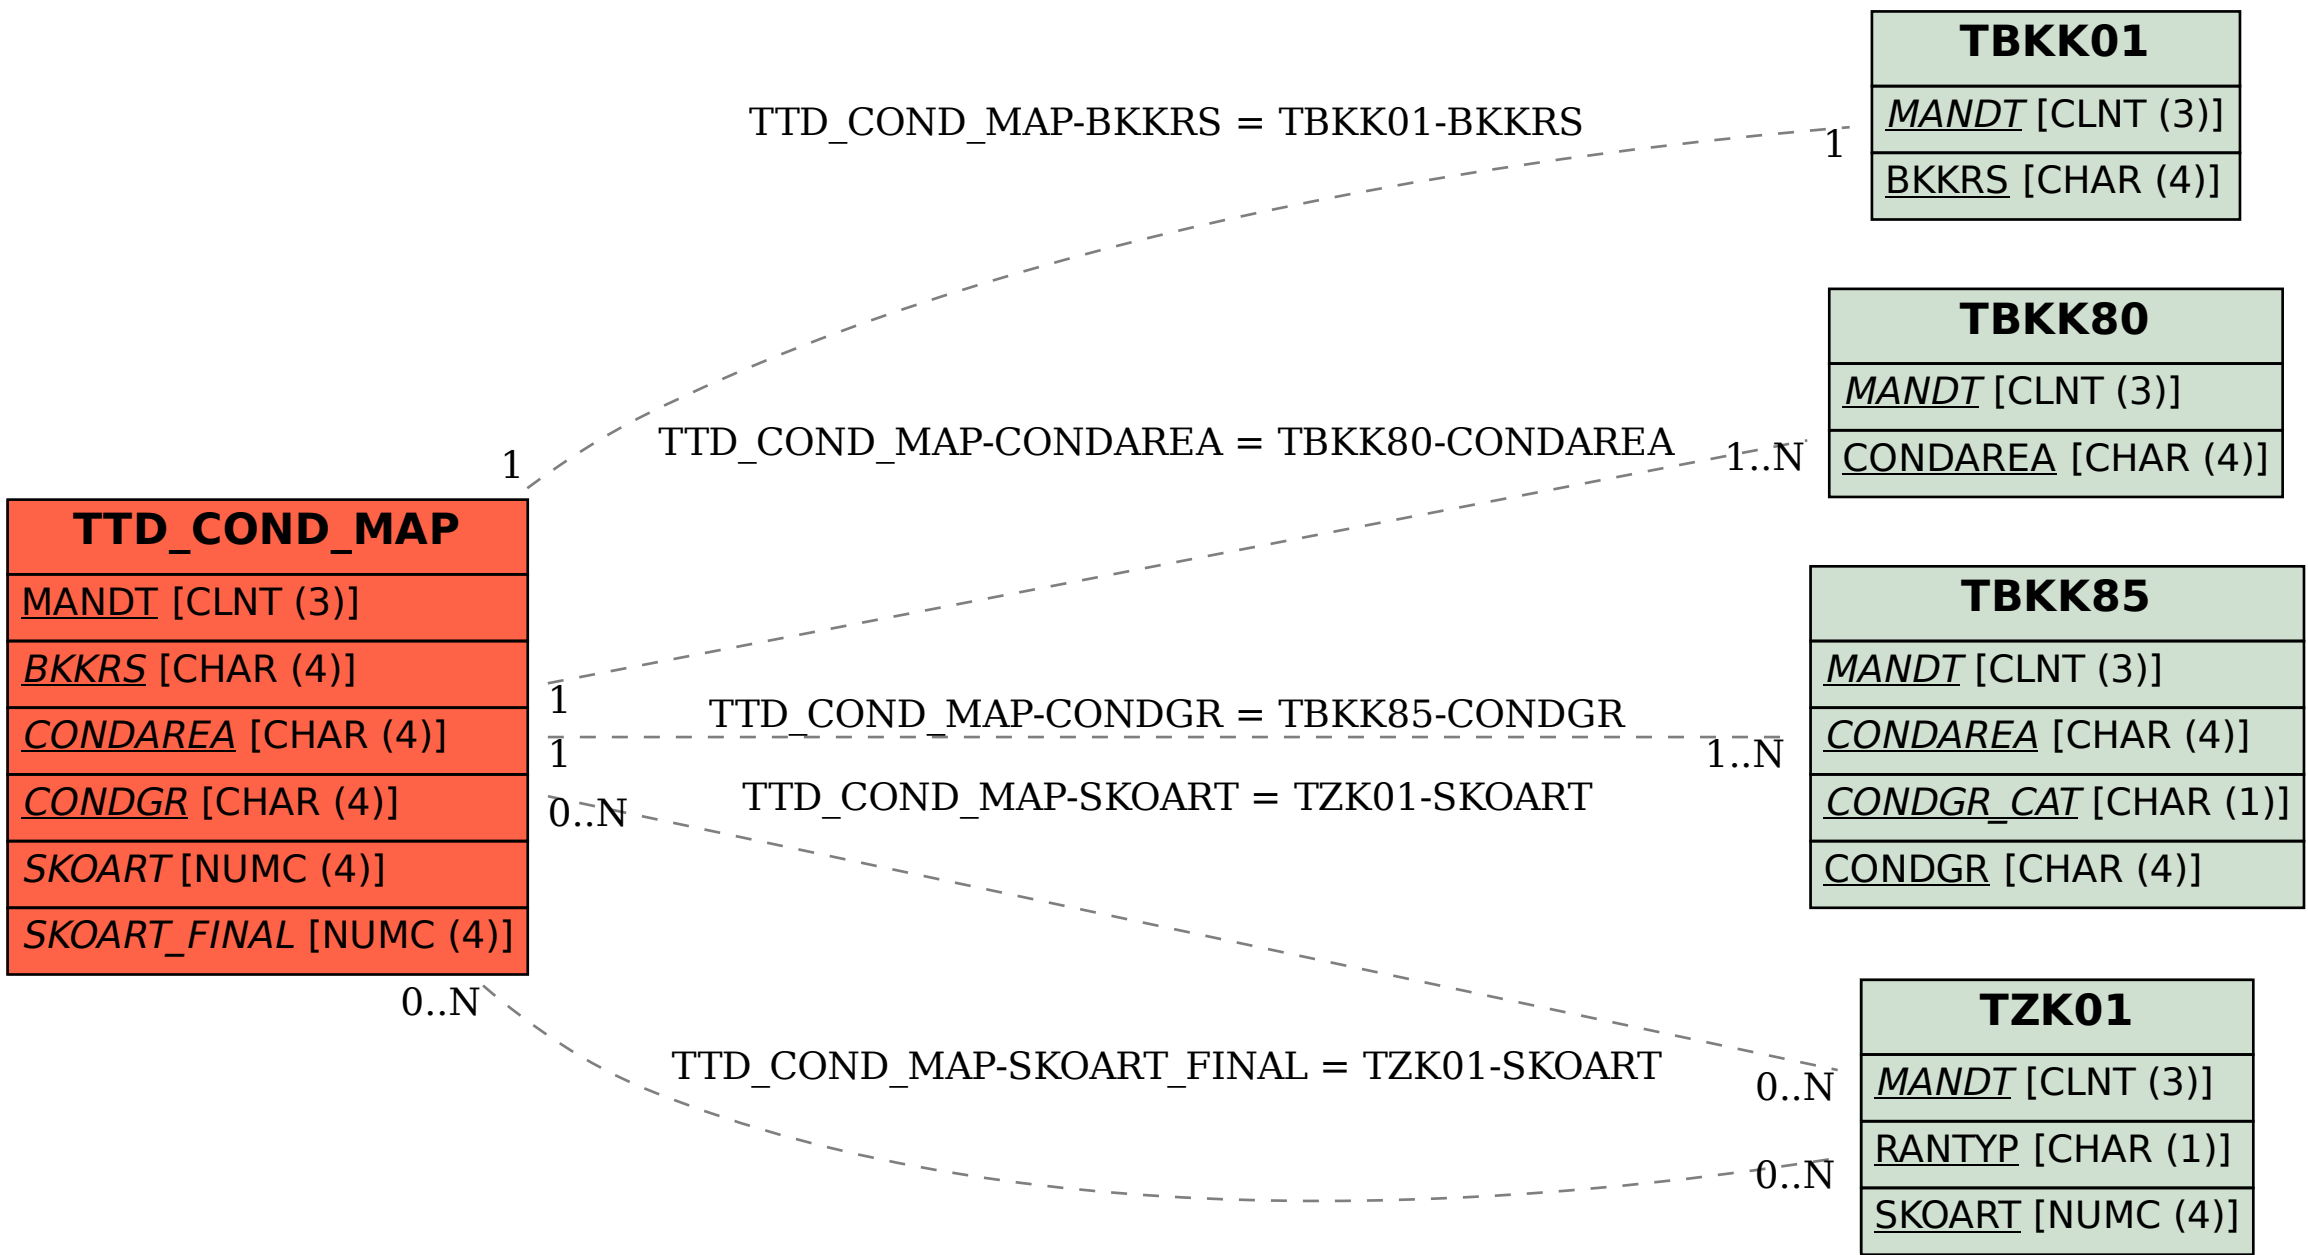 TBKK01
MANDT [CLNT (3)]
BKKRS [CHAR (4)]
TTD_COND_MAP-BKKRS = TBKK01-BKKRS
1
1
TBKK80
MANDT [CLNT (3)]
CONDAREA [CHAR (4)]
TTD_COND_MAP-CONDAREA = TBKK80-CONDAREA
1..N
1
TTD_COND_MAP
MANDT [CLNT (3)]
BKKRS [CHAR (4)]
CONDAREA [CHAR (4)]
CONDGR [CHAR (4)]
SKOART [NUMC (4)]
SKOART_FINAL [NUMC (4)]
TTD_COND_MAP-CONDGR = TBKK85-CONDGR
1
1..N
TBKK85
MANDT [CLNT (3)]
CONDAREA [CHAR (4)]
CONDGR_CAT [CHAR (1)]
CONDGR [CHAR (4)]
TTD_COND_MAP-SKOART = TZK01-SKOART
0..N
0..N
TTD_COND_MAP-SKOART_FINAL = TZK01-SKOART
0..N
0..N
TZK01
MANDT [CLNT (3)]
RANTYP [CHAR (1)]
SKOART [NUMC (4)]